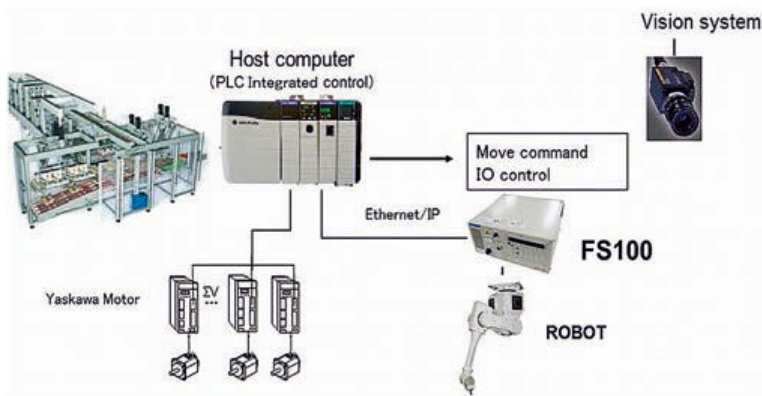 Vision system
Host computer
(PLC Integrated control)
Move command
IO control
Ethernet/IP
FS100
Yaskawa Motor
ΣV
...
ROBOT